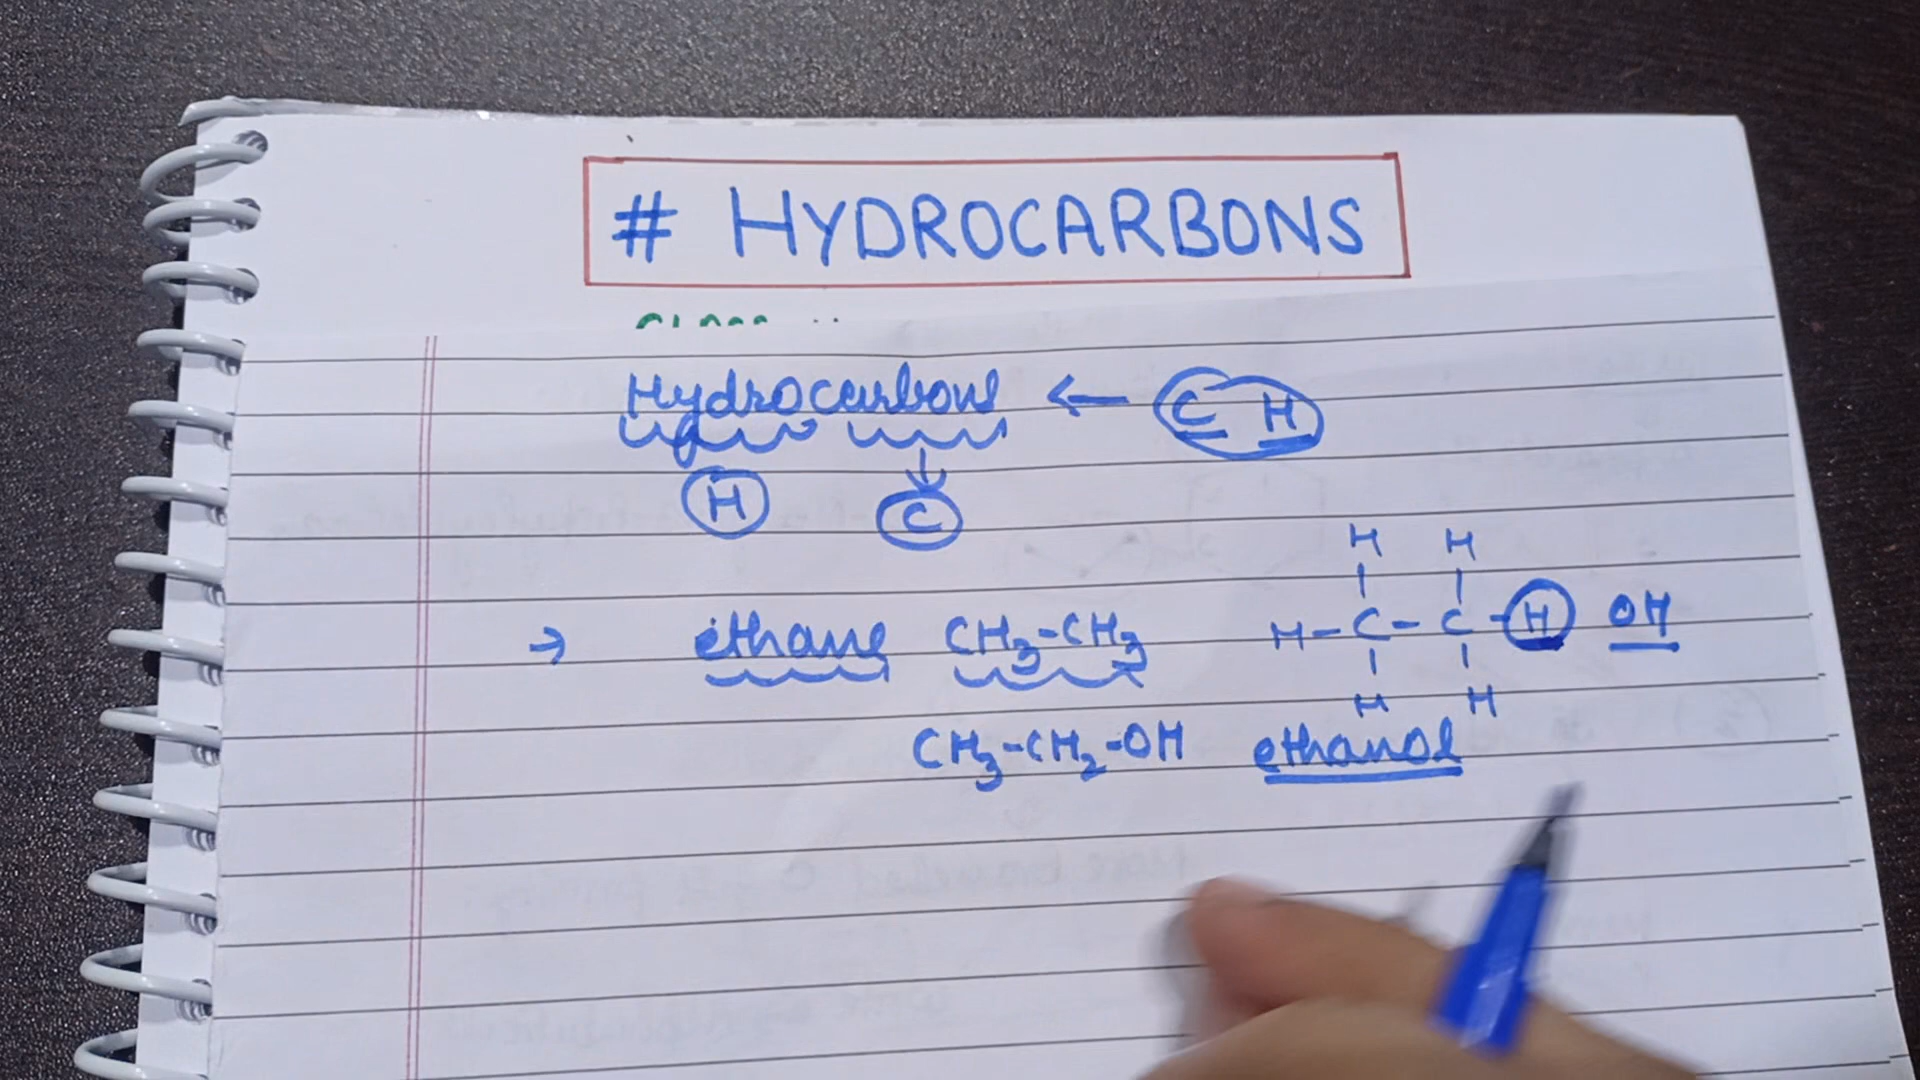 # HYDROCARBONS
Hydrocarbons ← C H
H C
H H
→ ethane CH3-CH3 H-C-C-H OH
H H
CH3-CH2-OH ethanol